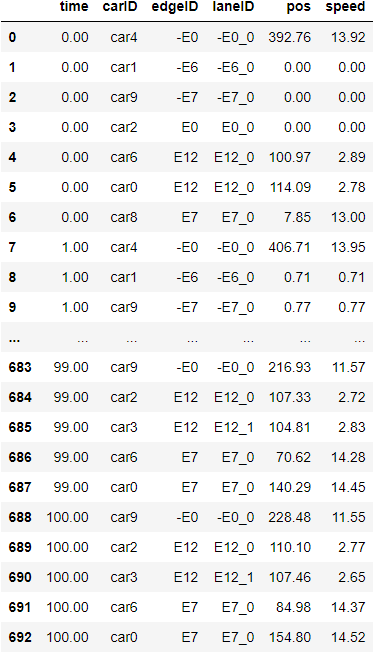 time carID edgeID laneID pos speed
0 0.00 car4 -E0 -E0_0 392.76 13.92
1 0.00 car1 -E6 -E6_0 0.00 0.00
2 0.00 car9 -E7 -E7_0 0.00 0.00
3 0.00 car2 E0 E0_0 0.00 0.00
4 0.00 car6 E12 E12_0 100.97 2.89
5 0.00 car0 E12 E12_0 114.09 2.78
6 0.00 car8 E7 E7_0 7.85 13.00
7 1.00 car4 -E0 -E0_0 406.71 13.95
8 1.00 car1 -E6 -E6_0 0.71 0.71
9 1.00 car9 -E7 -E7_0 0.77 0.77
... ... ... ... ... ... ...
683 99.00 car9 -E0 -E0_0 216.93 11.57
684 99.00 car2 E12 E12_0 107.33 2.72
685 99.00 car3 E12 E12_1 104.81 2.83
686 99.00 car6 E7 E7_0 70.62 14.28
687 99.00 car0 E7 E7_0 140.29 14.45
688 100.00 car9 -E0 -E0_0 228.48 11.55
689 100.00 car2 E12 E12_0 110.10 2.77
690 100.00 car3 E12 E12_1 107.46 2.65
691 100.00 car6 E7 E7_0 84.98 14.37
692 100.00 car0 E7 E7_0 154.80 14.52